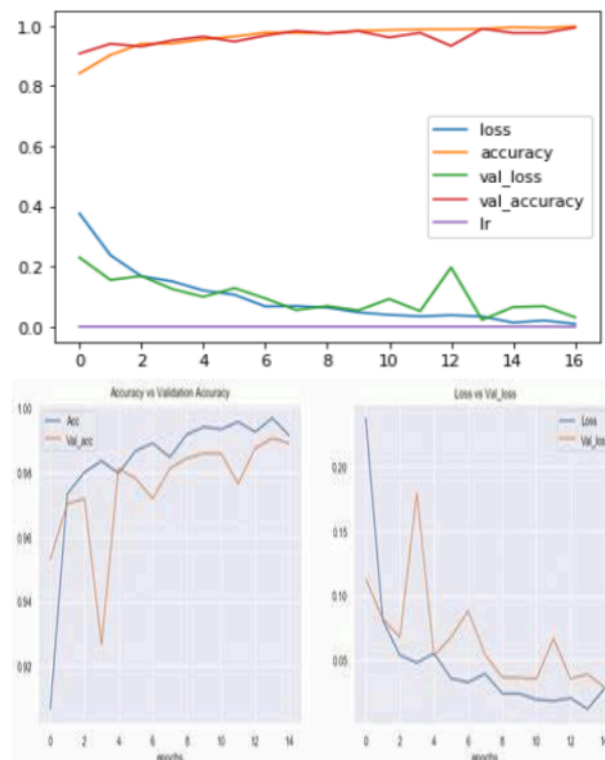 1.0
0.8
0.6
0.4
0.2
0.0
loss
accuracy
val_loss
val_accuracy
lr
0 2 4 6 8 10 12 14 16
Accuracy vs Validation Accuracy
1.00
0.98
0.96
0.94
0.92
Acc
Val_acc
0 2 4 6 8 10 12 14
epochs
Loss vs Val_loss
0.20
0.15
0.10
0.05
Loss
Val_loss
0 2 4 6 8 10 12 14
epochs